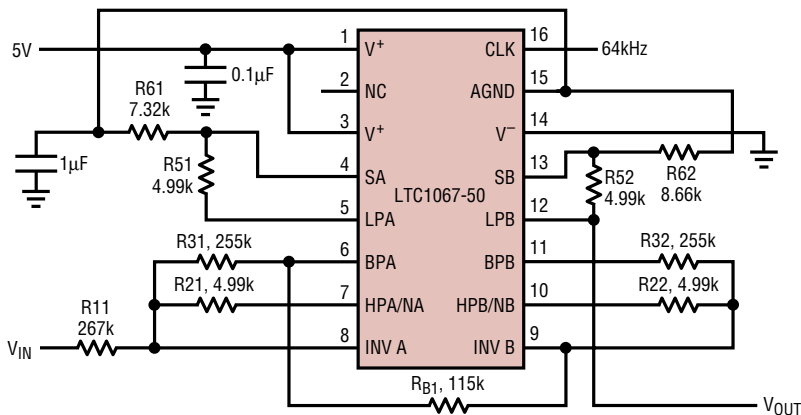 5V
0.1µF
R61
7.32k
1µF
R51
4.99k
R31, 255k
R21, 4.99k
R11
267k
VIN
1
2
3
4
5
6
7
8
V+
NC
V+
SA
LPA
BPA
HPA/NA
INV A
LTC1067-50
CLK
AGND
V–
SB
LPB
BPB
HPB/NB
INV B
16
15
14
13
12
11
10
9
64kHz
R52
4.99k
R62
8.66k
R32, 255k
R22, 4.99k
RB1, 115k
VOUT